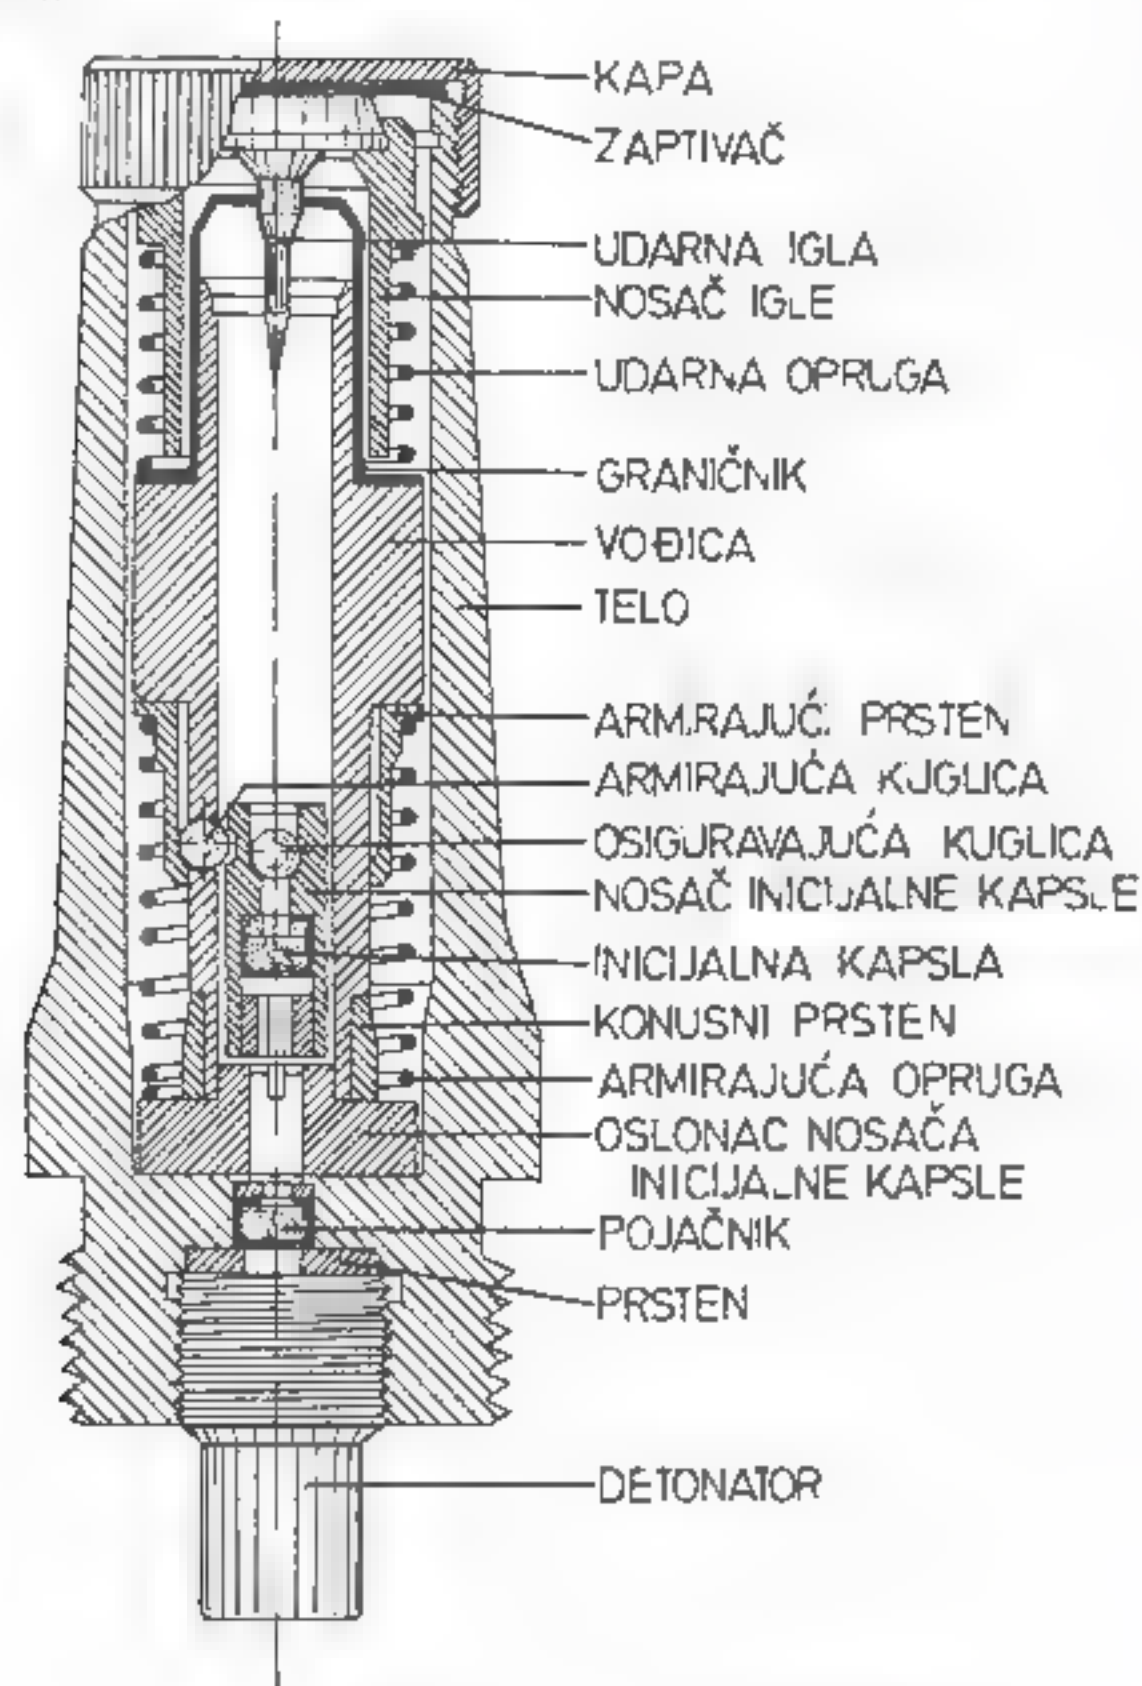 KAPA
ZAPTIVAČ
UDARNA IGLA
NOSAČ IGLE
UDARNA OPRUGA
GRANIČNIK
VOĐICA
TELO
ARMIRAJUĆI PRSTEN
ARMIRAJUĆA KUGLICA
OSIGURAVAJUĆA KUGLICA
NOSAČ INICIJALNE KAPSLE
INICIJALNA KAPSLA
KONUSNI PRSTEN
ARMIRAJUĆA OPRUGA
OSLONAC NOSAČA
INICIJALNE KAPSLE
POJAČNIK
PRSTEN
DETONATOR